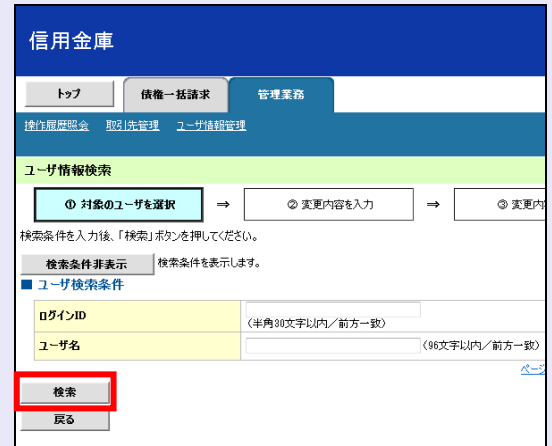 信用金庫
トップ 債権一括請求 管理業務
操作履歴照会 取引先管理 ユーザ情報管理
ユーザ情報検索
① 対象のユーザを選択 ⇒ ② 変更内容を入力 ⇒ ③ 変更内
検索条件を入力後、「検索」ボタンを押してください。
検索条件非表示 検索条件を表示します。
■ ユーザ検索条件
ログインID
(半角30文字以内/前方一致)
ユーザ名 (96文字以内/前方一致)
ページ
検索
戻る